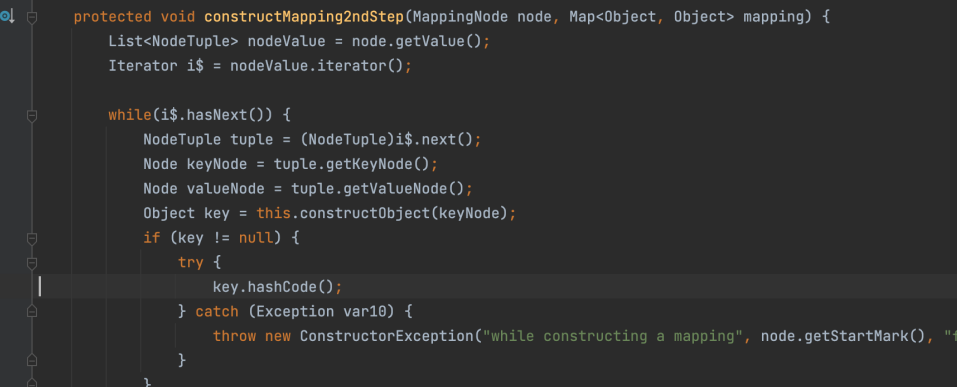 protected void constructMapping2ndStep(MappingNode node, Map<Object, Object> mapping) {
List<NodeTuple> nodeValue = node.getValue();
Iterator i$ = nodeValue.iterator();
while(i$.hasNext()) {
NodeTuple tuple = (NodeTuple)i$.next();
Node keyNode = tuple.getKeyNode();
Node valueNode = tuple.getValueNode();
Object key = this.constructObject(keyNode);
if (key != null) {
try {
key.hashCode();
} catch (Exception var10) {
throw new ConstructorException("while constructing a mapping", node.getStartMark(), "
}
}